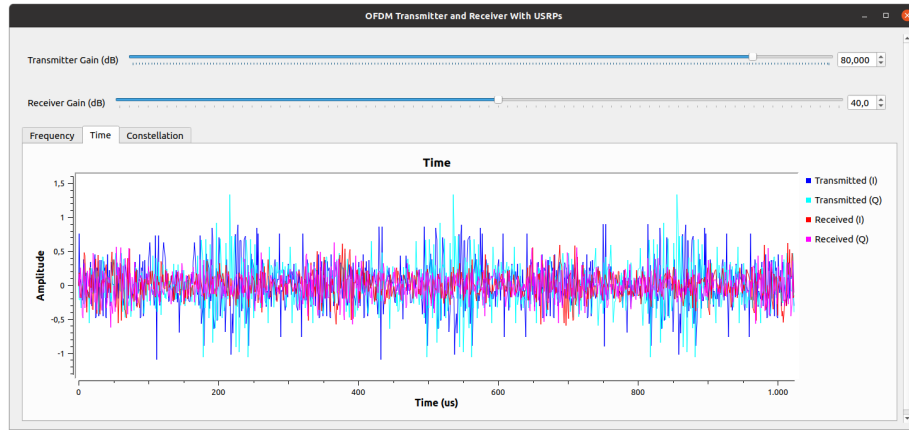 OFDM Transmitter and Receiver With USRPs
Transmitter Gain (dB)
80,000
Receiver Gain (dB)
40,0
Frequency Time Constellation
Time
1,5
1
0,5
0
-0,5
-1
Amplitude
0 200 400 600 800 1.000
Time (us)
Transmitted (I)
Transmitted (Q)
Received (I)
Received (Q)